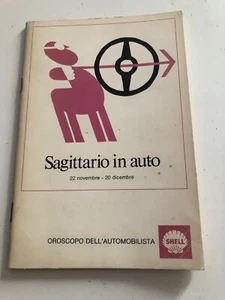 Sagittario in auto
22 novembre - 20 dicembre
OROSCOPO DELL'AUTOMOBILISTA
SHELL